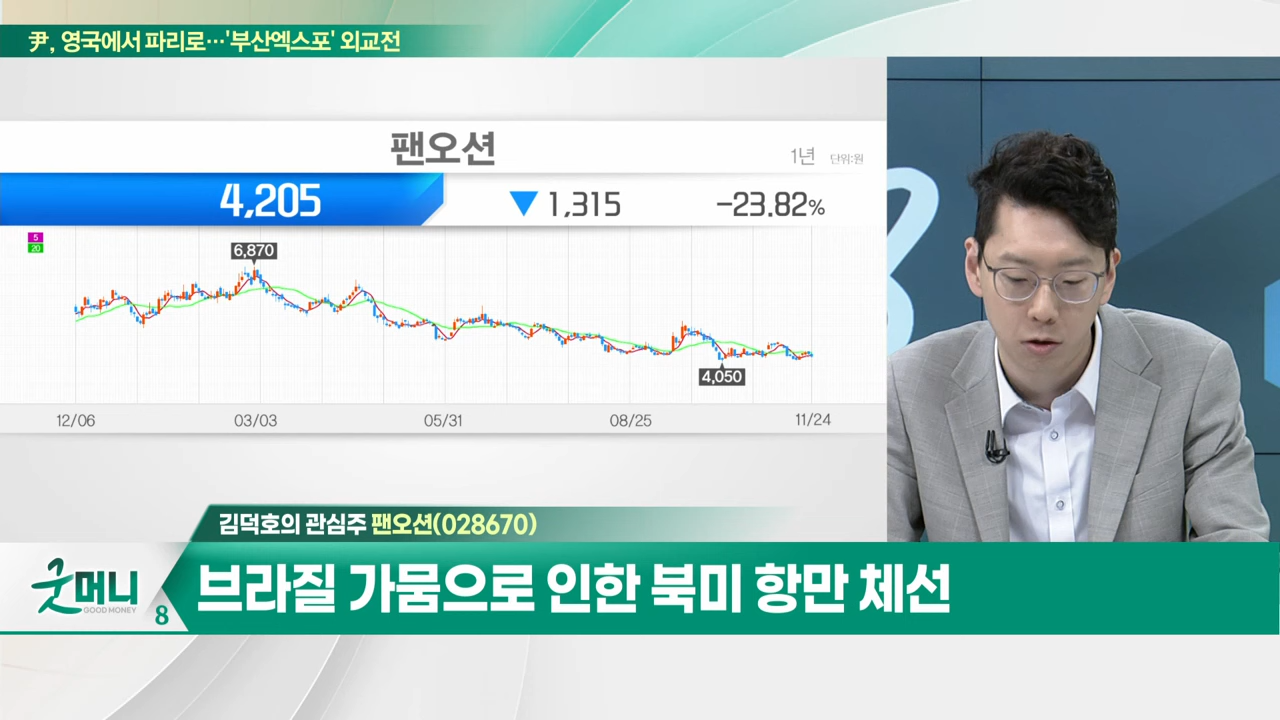 尹, 영국에서 파리로…'부산엑스포' 외교전
팬오션
1년 단위:원
4,205 ▼ 1,315 -23.82%
5
20
6,870
4,050
12/06 03/03 05/31 08/25 11/24
김덕호의 관심주 팬오션(028670)
브라질 가뭄으로 인한 북미 항만 체선
굿머니
GOOD MONEY
8